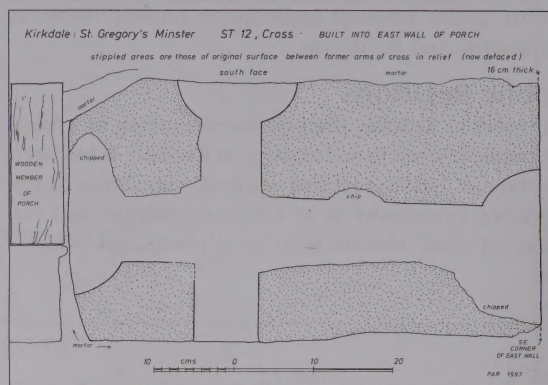 Kirkdale: St. Gregory's Minster ST 12, Cross · BUILT INTO EAST WALL OF PORCH
stippled areas are those of original surface between former arms of cross in relief (now defaced)
south face
mortar
16 cm thick
mortar
chipped
WOODEN
MEMBER
OF
PORCH
chip
chipped
mortar
SE
CORNER
OF EAST WALL
10 cms 0 10 20
PAR 1997